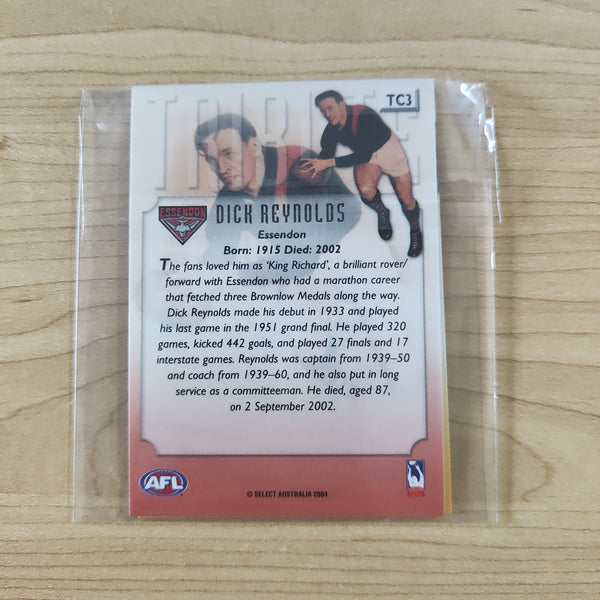 TRIBUTE
TC3
ESSENDON
DICK REYNOLDS
Essendon
Born: 1915 Died: 2002
The fans loved him as ‘King Richard’, a brilliant rover/
forward with Essendon who had a marathon career
that fetched three Brownlow Medals along the way.
Dick Reynolds made his debut in 1933 and played
his last game in the 1951 grand final. He played 320
games, kicked 442 goals, and played 27 finals and 17
interstate games. Reynolds was captain from 1939–50
and coach from 1939–60, and he also put in long
service as a committeeman. He died, aged 87,
on 2 September 2002.
AFL
© SELECT AUSTRALIA 2004